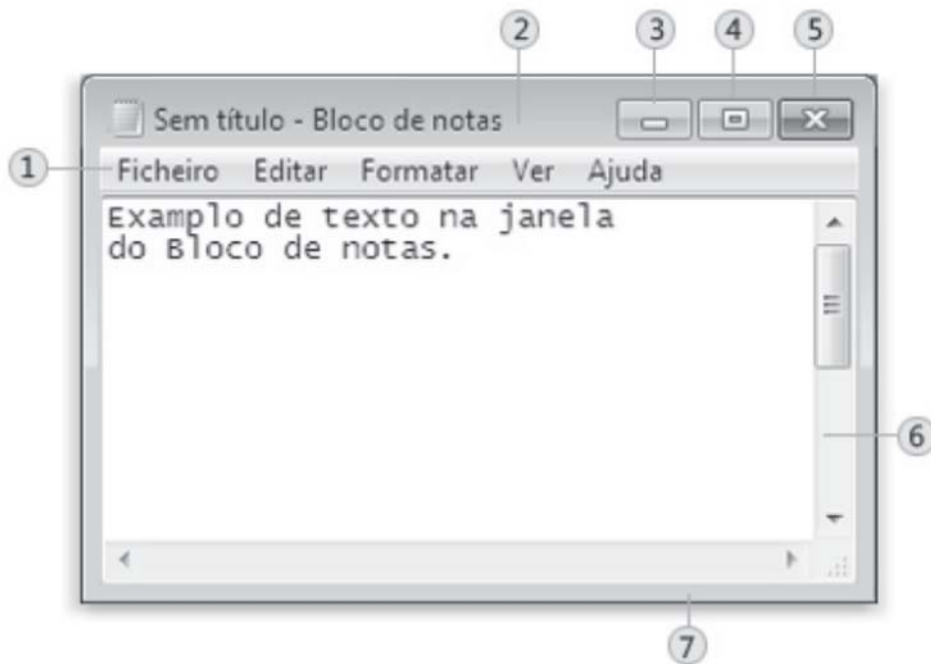 2 3 4 5
Sem título - Bloco de notas
1
Ficheiro Editar Formatar Ver Ajuda
Examplo de texto na janela
do Bloco de notas.
6
7